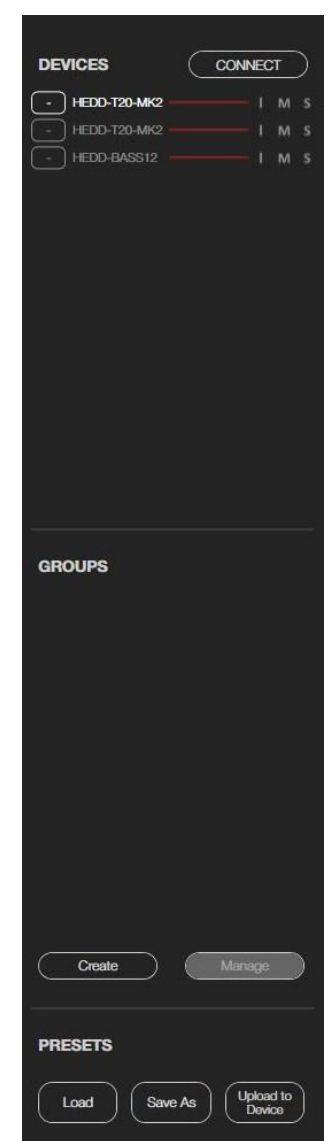 DEVICES CONNECT
- HEDD-T20-MK2 I M S
- HEDD-T20-MK2 I M S
- HEDD-BASS12 I M S
GROUPS
Create Manage
PRESETS
Load Save As Upload to
Device